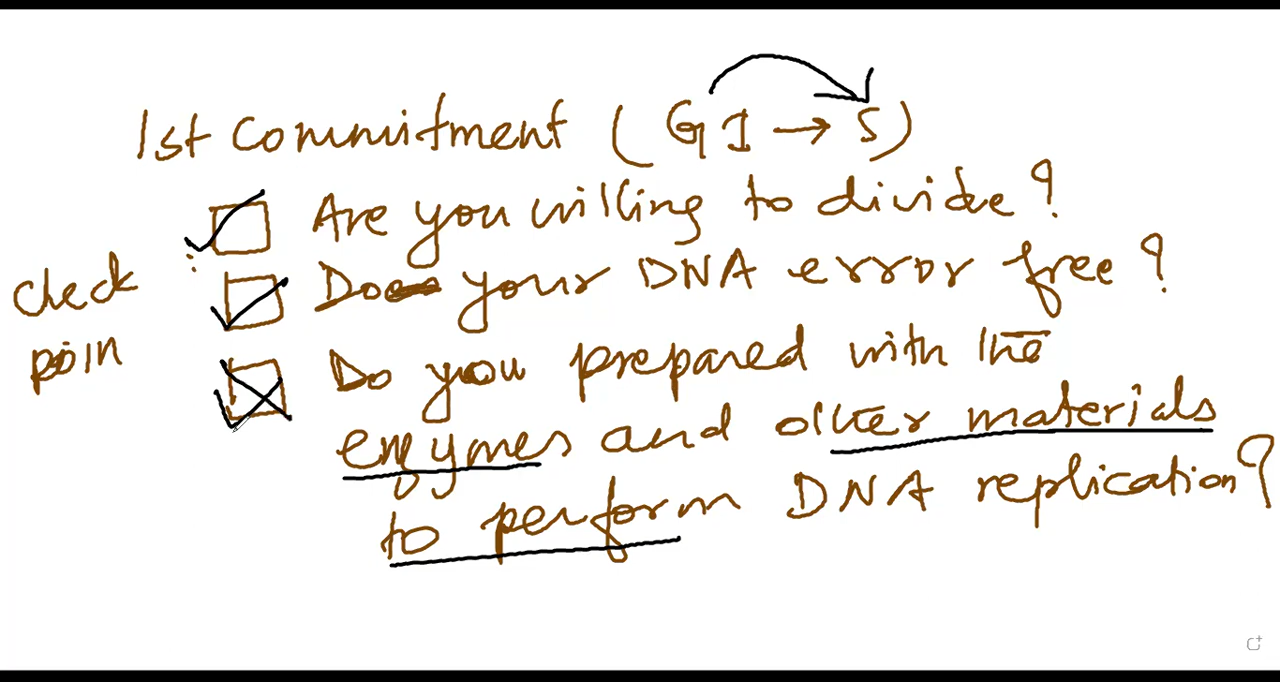 1st Commitment ( G1 → S )
Are you willing to divide?
Does your DNA error free?
check
poin
Do you prepared with the
enzymes and other materials
to perform DNA replication?